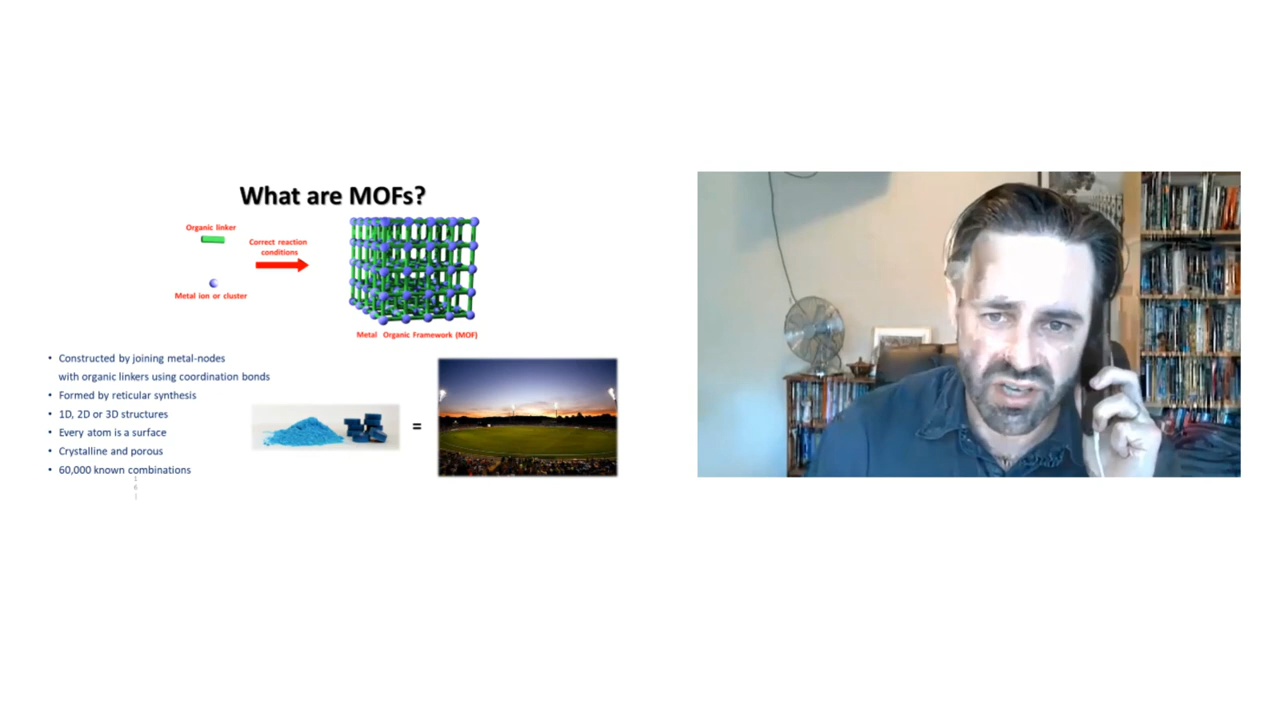 What are MOFs?
Organic linker
Correct reaction
conditions
Metal ion or cluster
Metal Organic Framework (MOF)
• Constructed by joining metal-nodes
with organic linkers using coordination bonds
• Formed by reticular synthesis
• 1D, 2D or 3D structures
• Every atom is a surface
• Crystalline and porous
• 60,000 known combinations
=